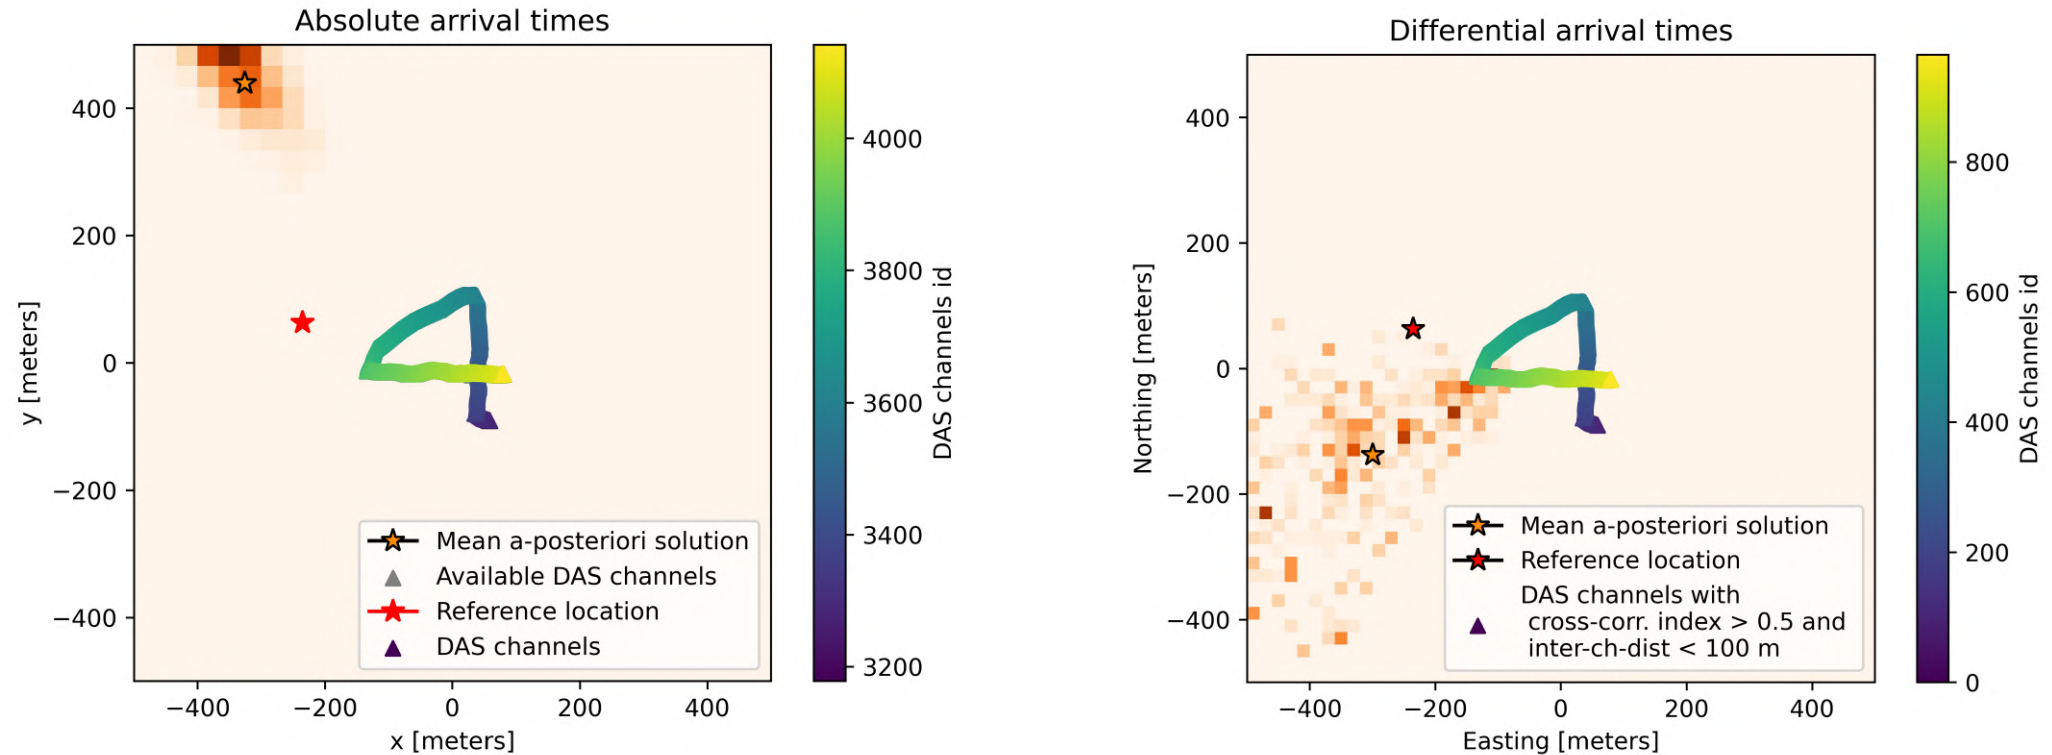 Absolute arrival times
400
200
0
−200
−400
y [meters]
−400
−200
0
200
400
x [meters]
Mean a-posteriori solution
Available DAS channels
Reference location
DAS channels
4000
3800
3600
3400
3200
DAS channels id
Differential arrival times
400
200
0
−200
−400
Northing [meters]
−400
−200
0
200
400
Easting [meters]
Mean a-posteriori solution
Reference location
DAS channels with
cross-corr. index > 0.5 and
inter-ch-dist < 100 m
800
600
400
200
0
DAS channels id